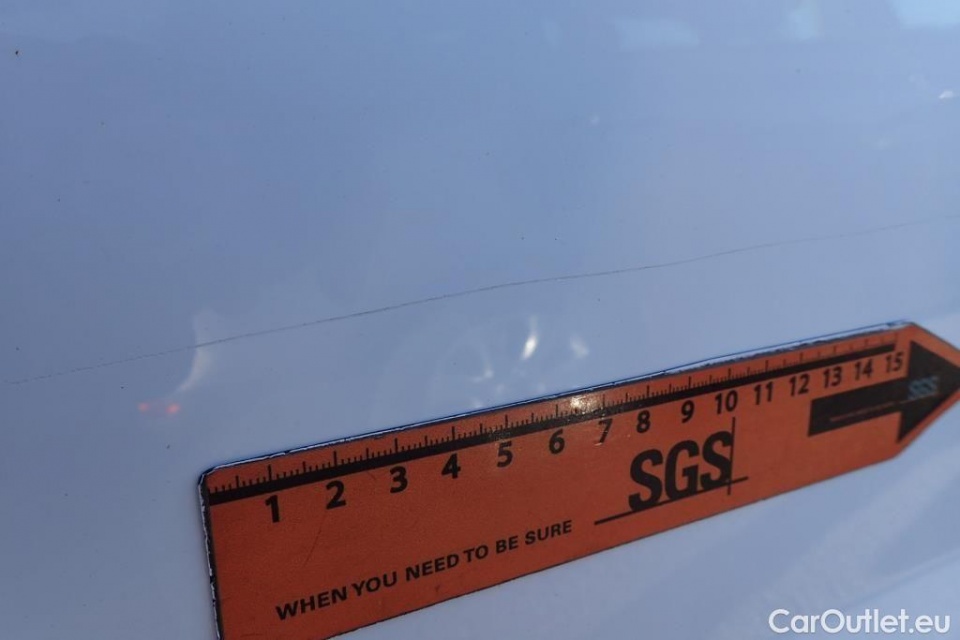 1 2 3 4 5 6 7 8 9 10 11 12 13 14 15
SGS
SGS
WHEN YOU NEED TO BE SURE
CarOutlet.eu